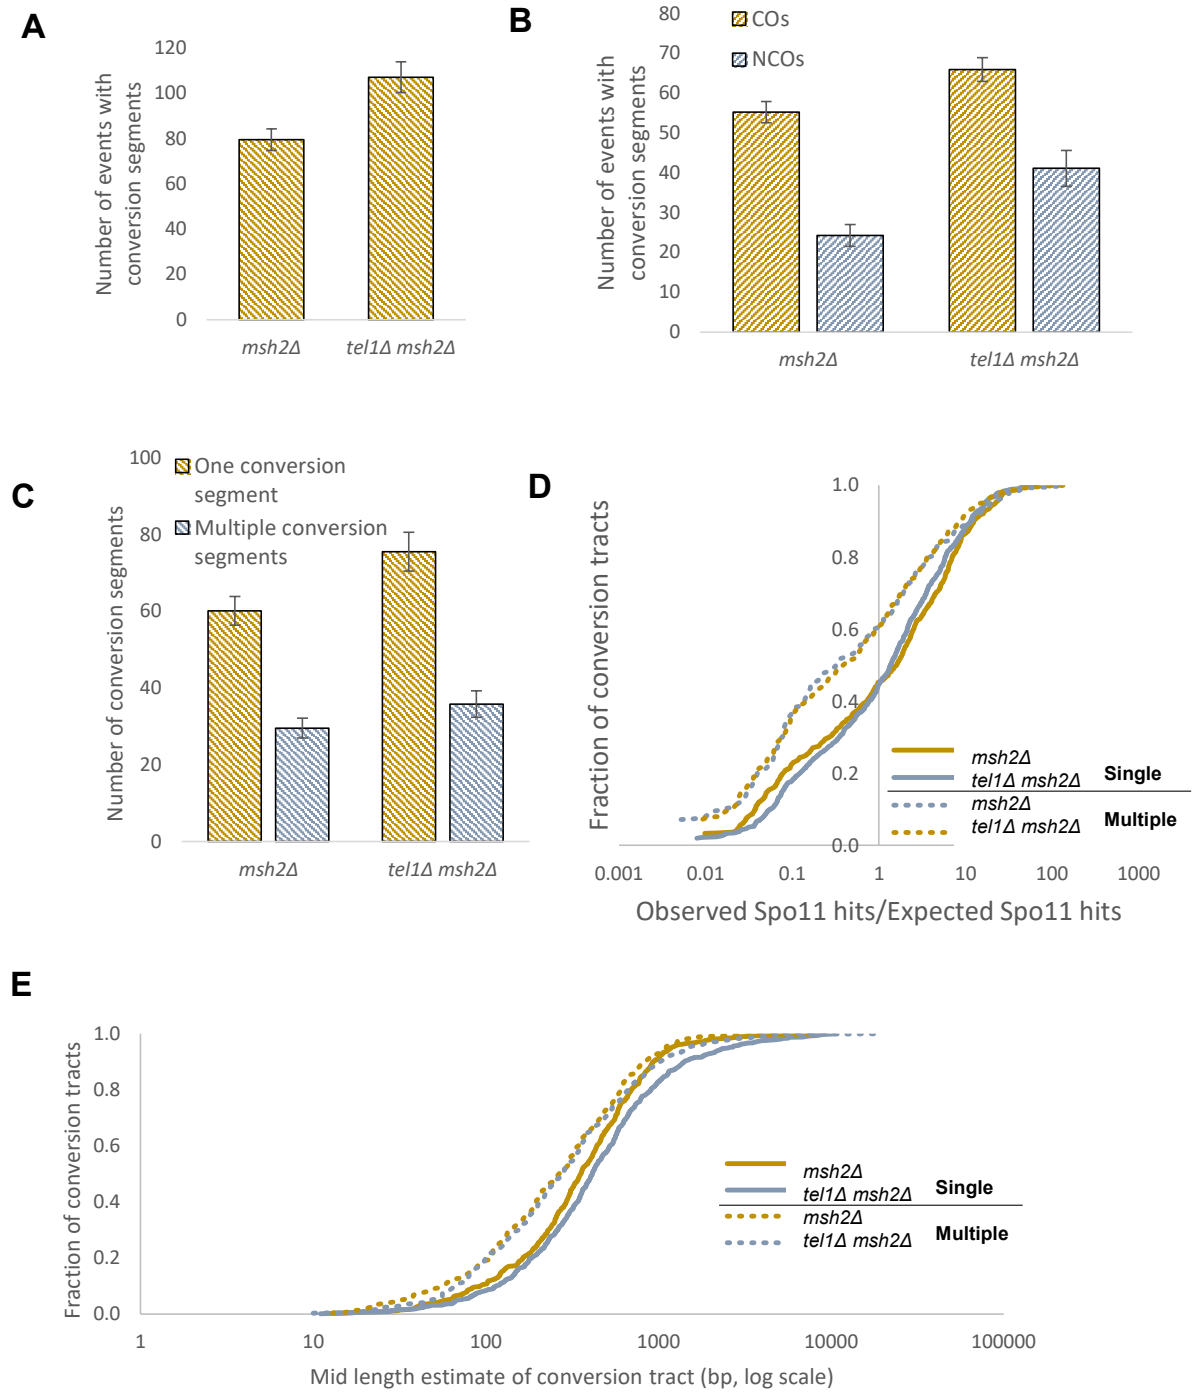 A
Number of events with
conversion segments
120
100
80
60
40
20
0
msh2Δ
tel1Δ msh2Δ
B
COs
NCOs
Number of events with
conversion segments
80
70
60
50
40
30
20
10
0
msh2Δ
tel1Δ msh2Δ
C
One conversion
segment
Multiple conversion
segments
Number of conversion segments
100
80
60
40
20
0
msh2Δ
tel1Δ msh2Δ
D
Fraction of conversion tracts
1.0
0.8
0.6
0.4
0.2
0.0
msh2Δ
tel1Δ msh2Δ Single
msh2Δ
tel1Δ msh2Δ Multiple
0.001 0.01 0.1 1 10 100 1000
Observed Spo11 hits/Expected Spo11 hits
E
Fraction of conversion tracts
1.0
0.8
0.6
0.4
0.2
0.0
msh2Δ
tel1Δ msh2Δ Single
msh2Δ
tel1Δ msh2Δ Multiple
1 10 100 1000 10000 100000
Mid length estimate of conversion tract (bp, log scale)